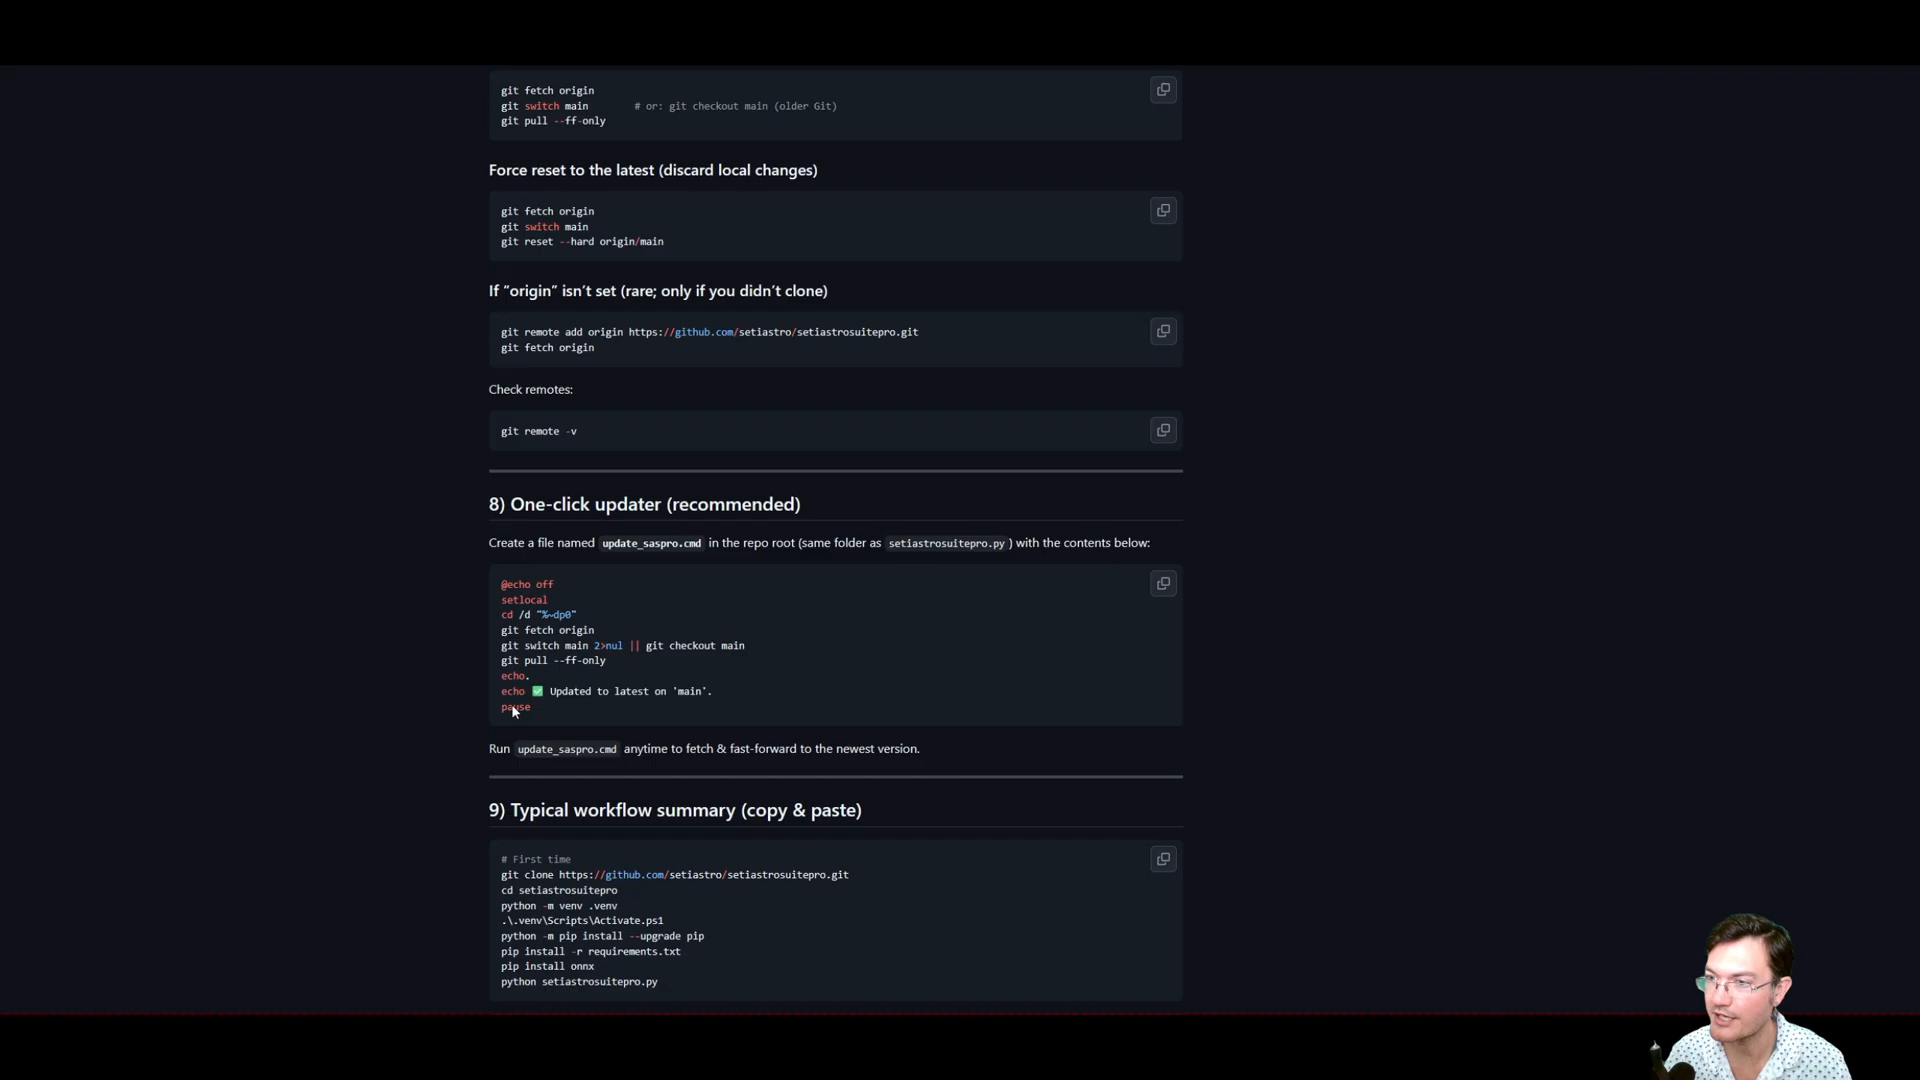 git fetch origin
git switch main # or: git checkout main (older Git)
git pull --ff-only
Force reset to the latest (discard local changes)
git fetch origin
git switch main
git reset --hard origin/main
If “origin” isn’t set (rare; only if you didn’t clone)
git remote add origin https://github.com/setiastro/setiastrosuitepro.git
git fetch origin
Check remotes:
git remote -v
8) One-click updater (recommended)
Create a file named update_saspro.cmd in the repo root (same folder as setiastrosuitepro.py) with the contents below:
@echo off
setlocal
cd /d "%~dp0"
git fetch origin
git switch main 2>nul || git checkout main
git pull --ff-only
echo.
echo ✅ Updated to latest on 'main'.
pause
Run update_saspro.cmd anytime to fetch & fast-forward to the newest version.
9) Typical workflow summary (copy & paste)
# First time
git clone https://github.com/setiastro/setiastrosuitepro.git
cd setiastrosuitepro
python -m venv .venv
.\.venv\Scripts\Activate.ps1
python -m pip install --upgrade pip
pip install -r requirements.txt
pip install onnx
python setiastrosuitepro.py